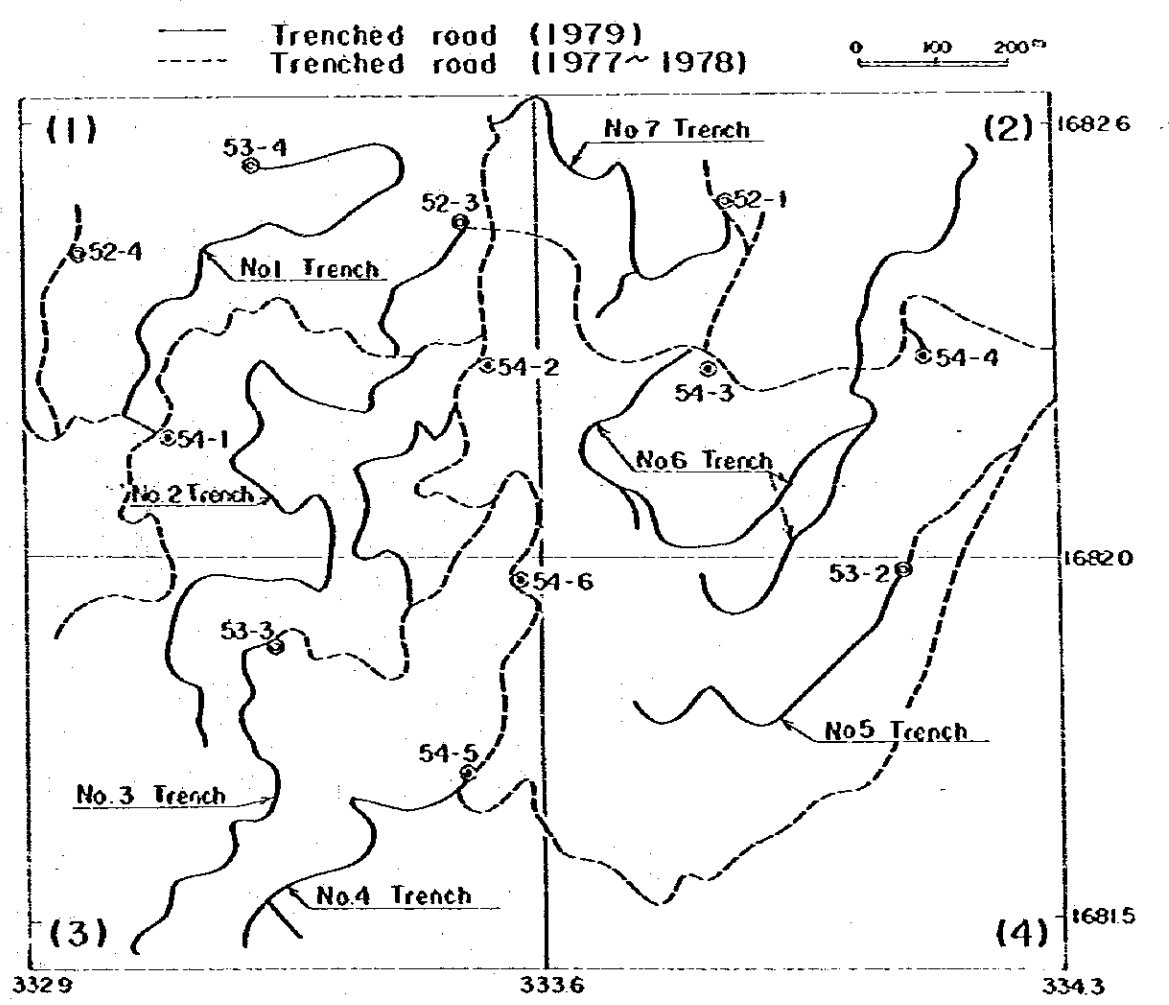 Trenched road (1979)
Trenched road (1977~1978)
0 100 200m
(1)
(2)
1682.6
No 7 Trench
53-4
52-3
52-1
52-4
No1 Trench
54-2
54-3
54-4
54-1
No6 Trench
No.2 Trench
1682.0
53-2
54-6
53-3
No5 Trench
54-5
No.3 Trench
No.4 Trench
(3)
(4)
1681.5
332.9
333.6
334.3